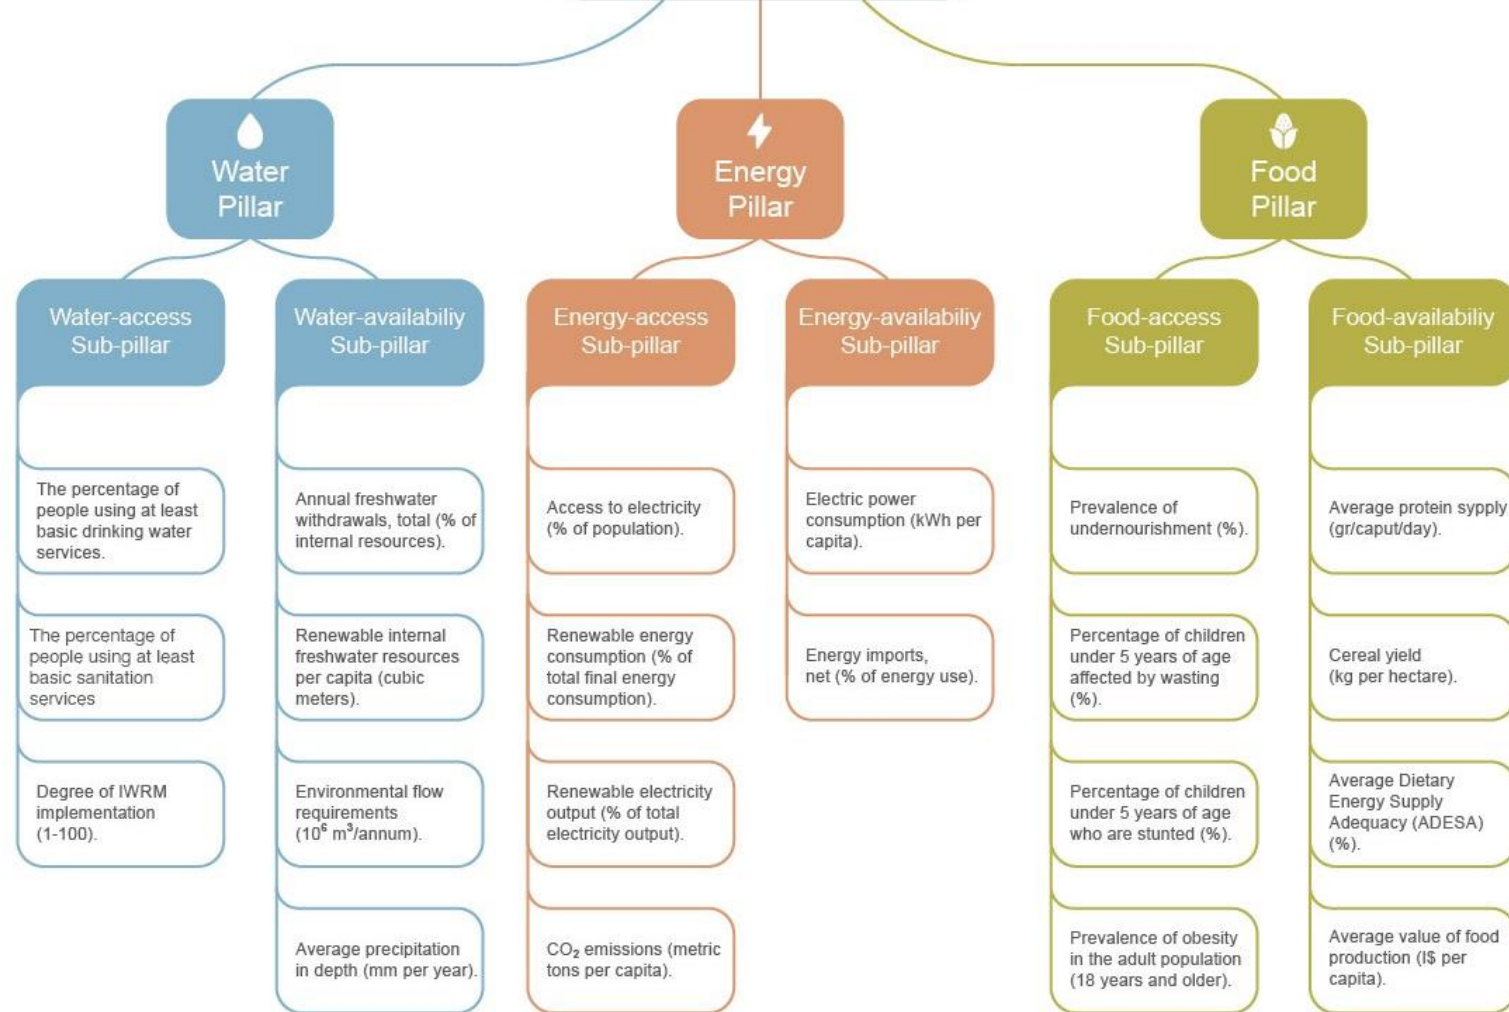 Water
Pillar
Energy
Pillar
Food
Pillar
Water-access
Sub-pillar
Water-availabiliy
Sub-pillar
Energy-access
Sub-pillar
Energy-availabiliy
Sub-pillar
Food-access
Sub-pillar
Food-availabiliy
Sub-pillar
The percentage of
people using at least
basic drinking water
services.
Annual freshwater
withdrawals, total (% of
internal resources).
Access to electricity
(% of population).
Electric power
consumption (kWh per
capita).
Prevalence of
undernourishment (%).
Average protein sypply
(gr/caput/day).
The percentage of
people using at least
basic sanitation
services
Renewable internal
freshwater resources
per capita (cubic
meters).
Renewable energy
consumption (% of
total final energy
consumption).
Energy imports,
net (% of energy use).
Percentage of children
under 5 years of age
affected by wasting
(%).
Cereal yield
(kg per hectare).
Degree of IWRM
implementation
(1-100).
Environmental flow
requirements
(10⁶ m³/annum).
Renewable electricity
output (% of total
electricity output).
Percentage of children
under 5 years of age
who are stunted (%).
Average Dietary
Energy Supply
Adequacy (ADESA)
(%).
Average precipitation
in depth (mm per year).
CO₂ emissions (metric
tons per capita).
Prevalence of obesity
in the adult population
(18 years and older).
Average value of food
production (I$ per
capita).